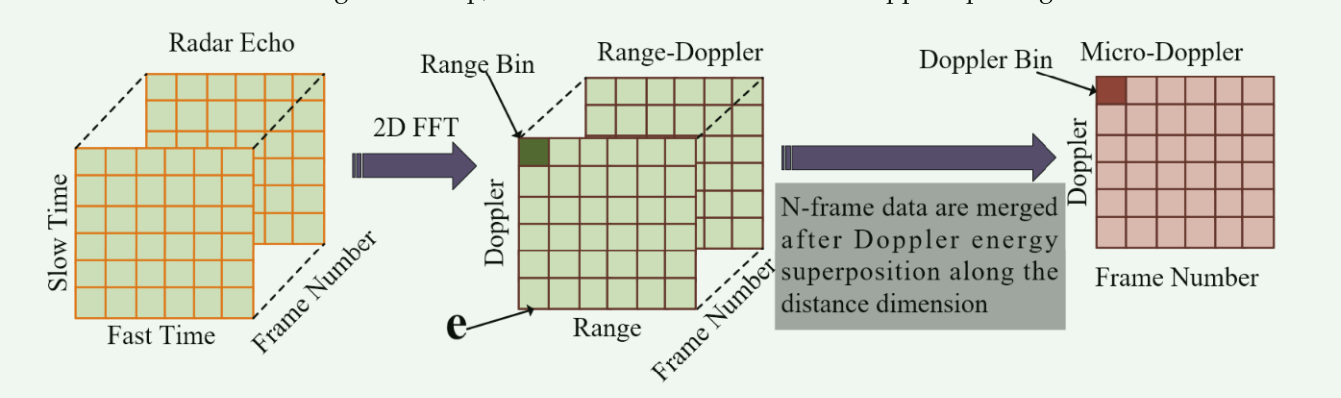 Radar Echo
Slow Time
Fast Time
Frame Number
2D FFT
Range Bin
Range-Doppler
Doppler
e
Range
Frame Number
N-frame data are merged
after Doppler energy
superposition along the
distance dimension
Doppler Bin
Micro-Doppler
Doppler
Frame Number